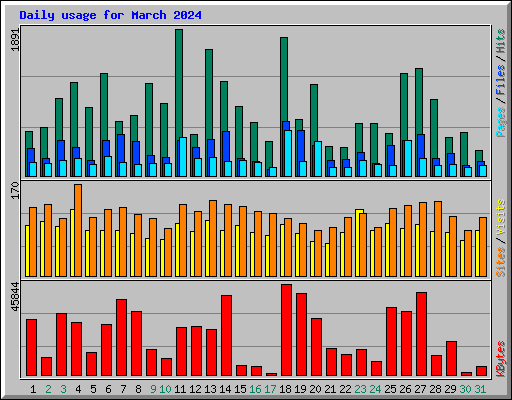 Daily usage for March 2024
1891
Pages / Files / Hits
170
Sites / Visits
45844
KBytes
1 2 3 4 5 6 7 8 9 10 11 12 13 14 15 16 17 18 19 20 21 22 23 24 25 26 27 28 29 30 31